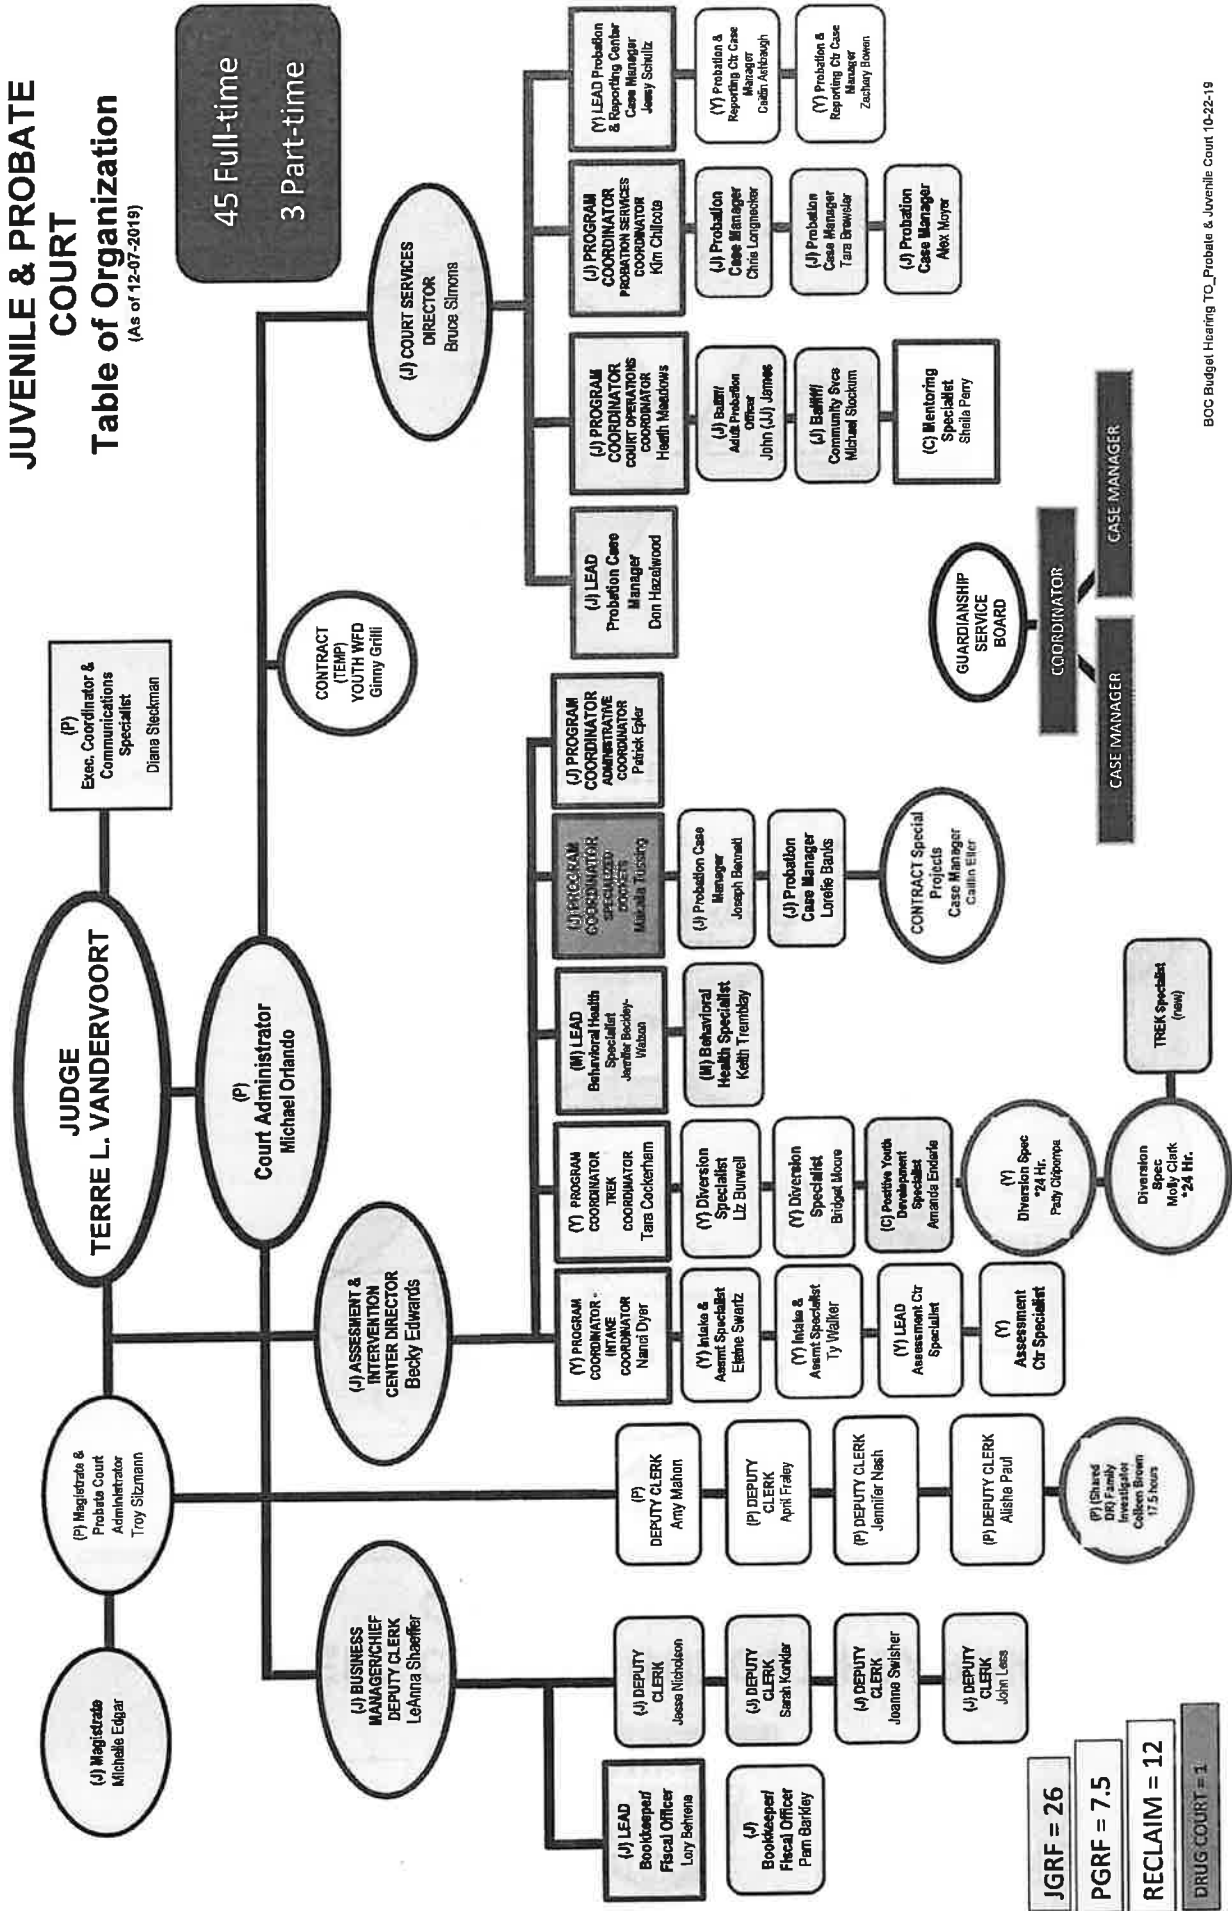 JUVENILE & PROBATE
COURT
Table of Organization
(As of 12-07-2019)
45 Full-time
3 Part-time
JUDGE
TERRE L. VANDERVOORT
(P)
Exec. Coordinator &
Communications
Specialist
Diana Steckman
(P) Magistrate &
Probate Court
Administrator
Troy Sitzmann
(J) Magistrate
Michelle Edgar
(P)
Court Administrator
Michael Orlando
CONTRACT
(TEMP)
YOUTH WFD
Ginny Grilli
(J) BUSINESS
MANAGER/CHIEF
DEPUTY CLERK
LeAnna Shaeffer
(J) ASSESMENT &
INTERVENTION
CENTER DIRECTOR
Becky Edwards
(J) COURT SERVICES
DIRECTOR
Bruce Simons
(J) LEAD
Bookkeeper/
Fiscal Officer
Lory Behrens
(J)
Bookkeeper/
Fiscal Officer
Pam Barkley
(J) DEPUTY
CLERK
Jesse Nicholson
(J) DEPUTY
CLERK
Sarah Konkler
(J) DEPUTY
CLERK
Joanne Swisher
(J) DEPUTY
CLERK
John Less
(P)
DEPUTY CLERK
Amy Mahon
(P) DEPUTY
CLERK
April Fraley
(P) DEPUTY CLERK
Jennifer Nash
(P) DEPUTY CLERK
Alisha Paul
(P) (Shared
DR) Family
Investigator
Colleen Brown
17.5 hours
(Y) PROGRAM
COORDINATOR -
INTAKE
COORDINATOR
Nanci Dyer
(Y) Intake &
Assmt Specialist
Elaine Swartz
(Y) Intake &
Assmt Specialist
Ty Walker
(Y) LEAD
Assessment Ctr
Specialist
(Y)
Assessment
Ctr Specialist
(Y) PROGRAM
COORDINATOR
TREK
COORDINATOR
Tara Cockerham
(Y) Diversion
Specialist
Liz Burwell
(Y) Diversion
Specialist
Bridget Moore
(C) Positive Youth
Development
Specialist
Amanda Enderle
(Y)
Diversion Spec
*24 Hr.
Patty Ciripompa
Diversion
Spec
Molly Clark
*24 Hr.
TREK Specialist
(new)
(M) LEAD
Behavioral Health
Specialist
Jennifer Beckley-
Watson
(M) Behavioral
Health Specialist
Keith Tremblay
(J) PROGRAM
COORDINATOR
SPECIALIZED
DOCKETS
Makaila Tussing
(J) Probation Case
Manager
Joseph Bennett
(J) Probation
Case Manager
Lorelie Banks
CONTRACT Special
Projects
Case Manager
Caitlin Eller
(J) PROGRAM
COORDINATOR
ADMINISTRATIVE
COORDINATOR
Patrick Epler
(J) LEAD
Probation Case
Manager
Don Hazelwood
(J) PROGRAM
COORDINATOR
COURT OPERATIONS
COORDINATOR
Heath Meadows
(J) Bailiff/
Adult Probation
Officer
John (JJ) James
(J) Bailiff/
Community Svcs
Michael Stockum
(C) Mentoring
Specialist
Sheila Perry
(J) PROGRAM
COORDINATOR
PROBATION SERVICES
COORDINATOR
Kim Chilcote
(J) Probation
Case Manager
Chris Longnecker
(J) Probation
Case Manager
Tara Brewster
(J) Probation
Case Manager
Alex Moyer
(Y) LEAD Probation
& Reporting Center
Case Manager
Jessy Schultz
(Y) Probation &
Reporting Ctr Case
Manager
Caitlin Ashbaugh
(Y) Probation &
Reporting Ctr Case
Manager
Zachary Bowen
GUARDIANSHIP
SERVICE
BOARD
COORDINATOR
CASE MANAGER
CASE MANAGER
JGRF = 26
PGRF = 7.5
RECLAIM = 12
DRUG COURT = 1
BOC Budget Hearing TO_Probate & Juvenile Court 10-22-19